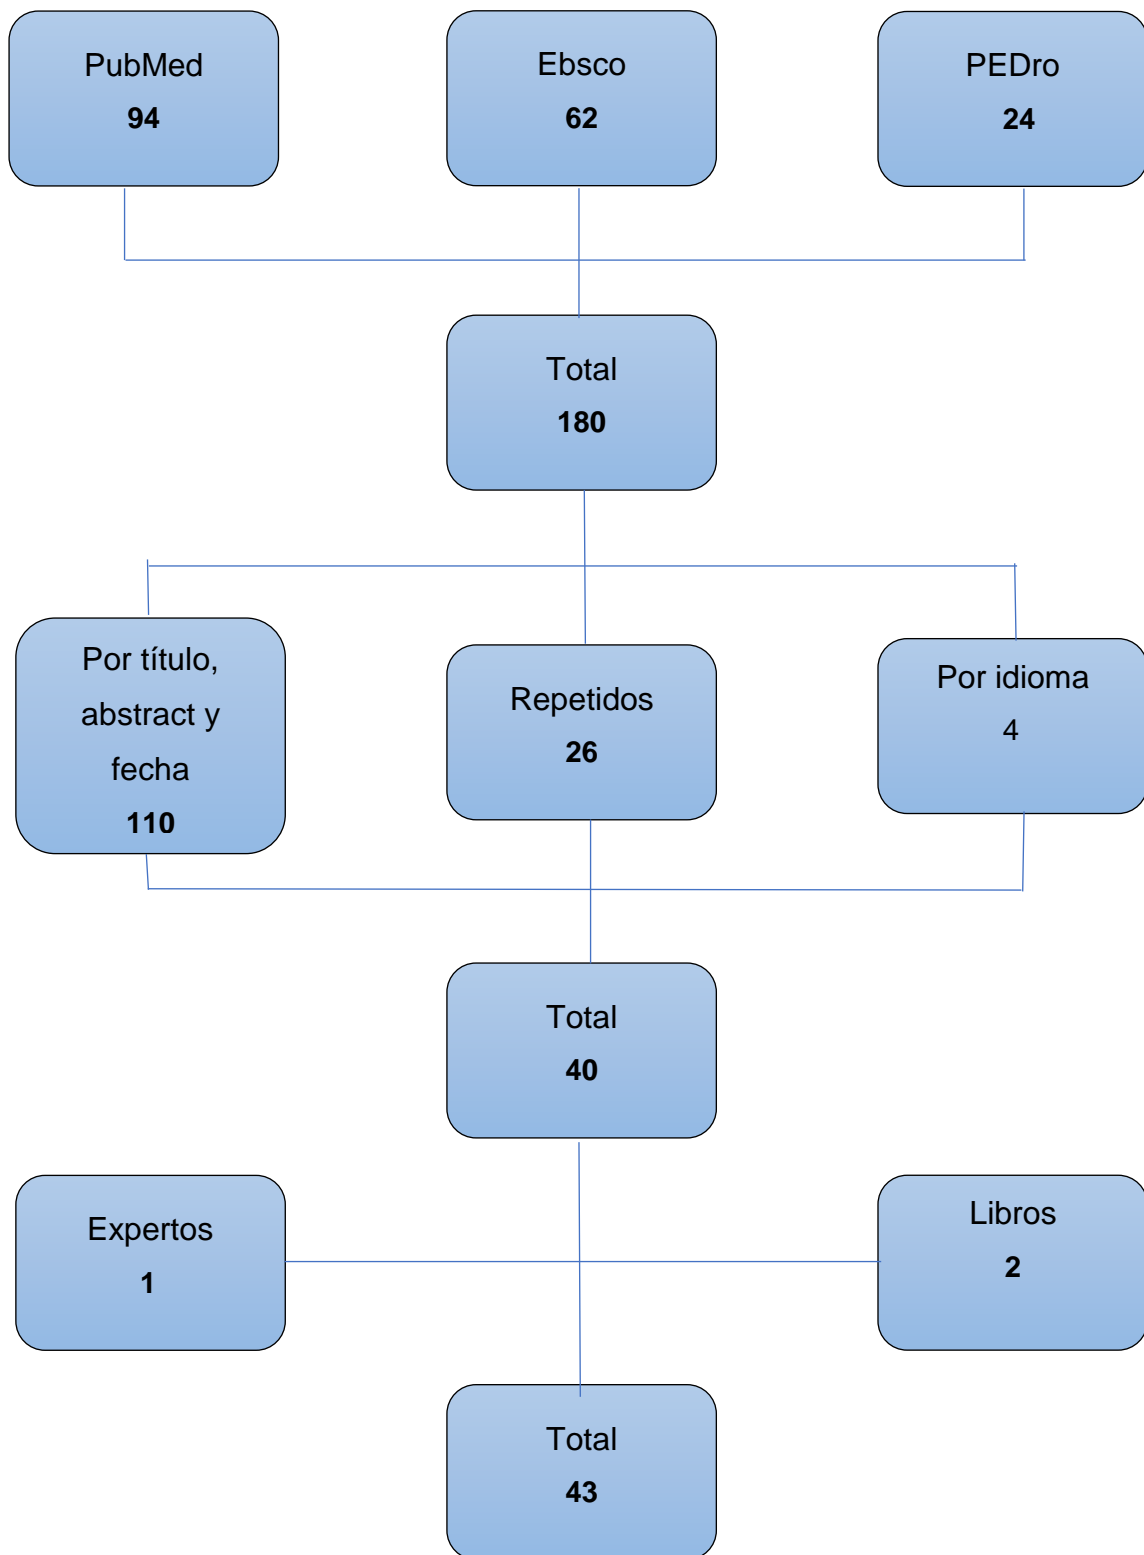 PubMed
94
Ebsco
62
PEDro
24
Total
180
Por título,
abstract y
fecha
110
Repetidos
26
Por idioma
4
Total
40
Expertos
1
Libros
2
Total
43